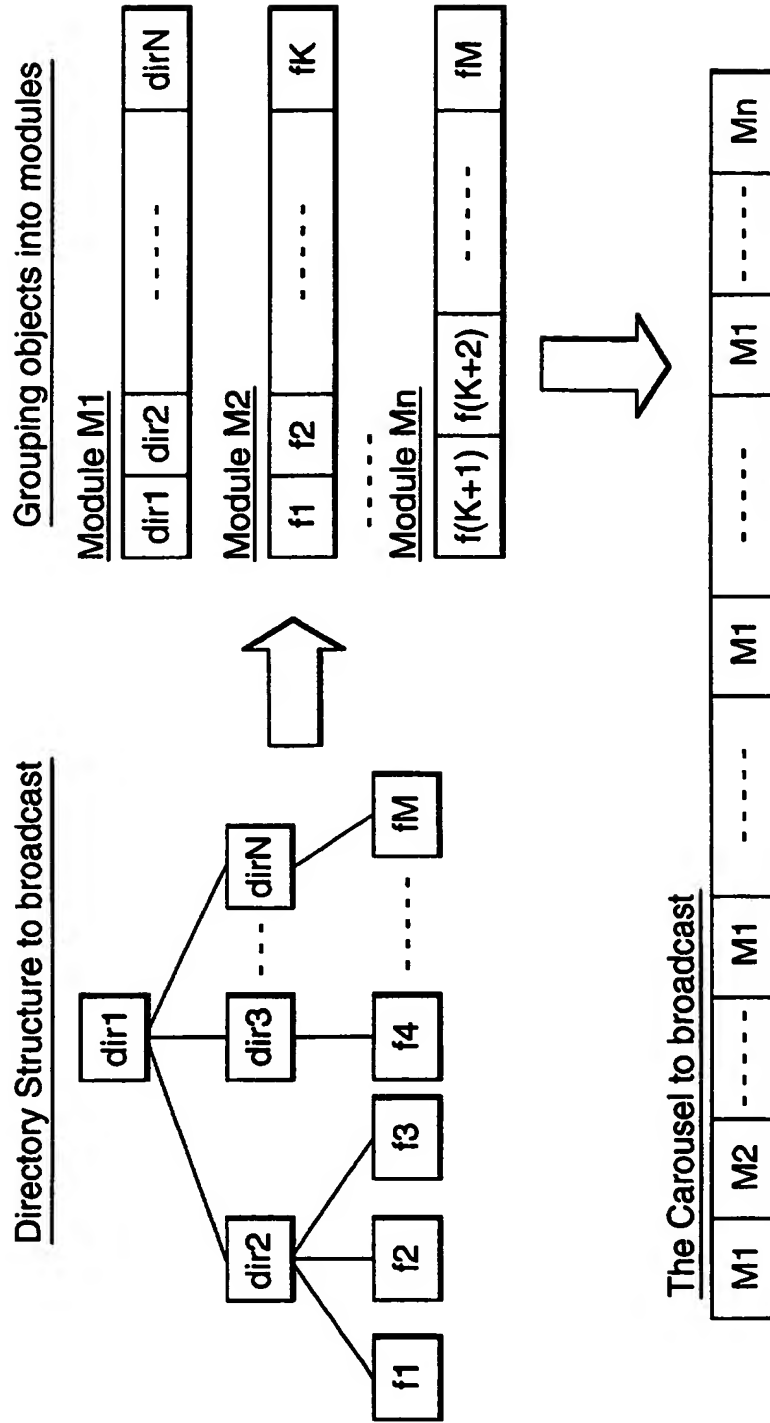 Directory Structure to broadcast
dir1
dir2 dir3 ----- dirN
f1 f2 f3 f4 ------ fM
Grouping objects into modules
Module M1
dir1 dir2 ----- dirN
Module M2
f1 f2 ----- fK
-----
Module Mn
f(K+1) f(K+2) ----- fM
The Carousel to broadcast
M1 M2 ----- M1 ----- M1 ----- M1 ----- Mn